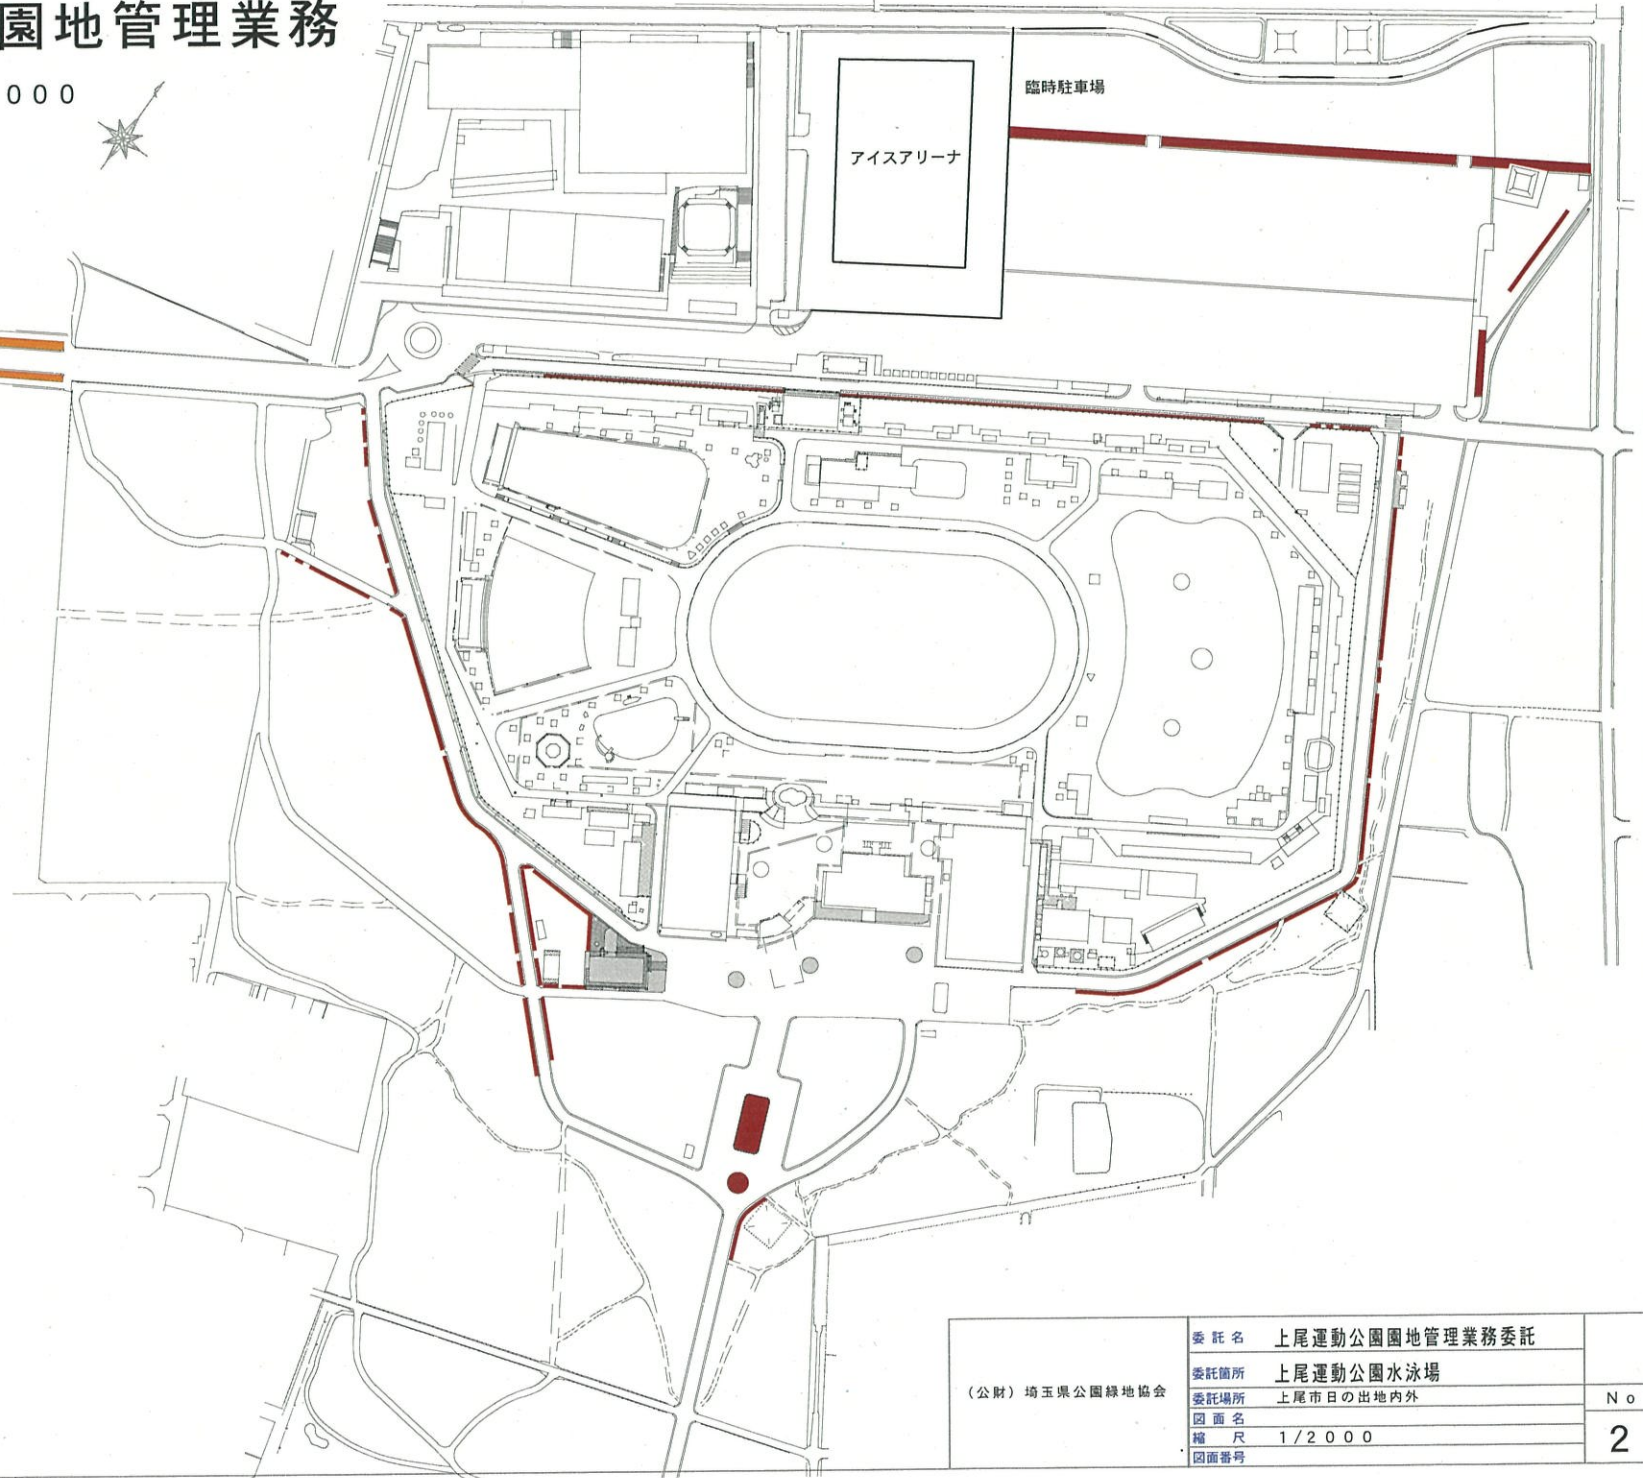 園地管理業務
000
臨時駐車場
アイスアリーナ
(公財)埼玉県公園緑地協会
委託名 上尾運動公園園地管理業務委託
委託箇所 上尾運動公園水泳場
委託場所 上尾市日の出地内外
図面名
縮尺 1/2000
図面番号
No
2